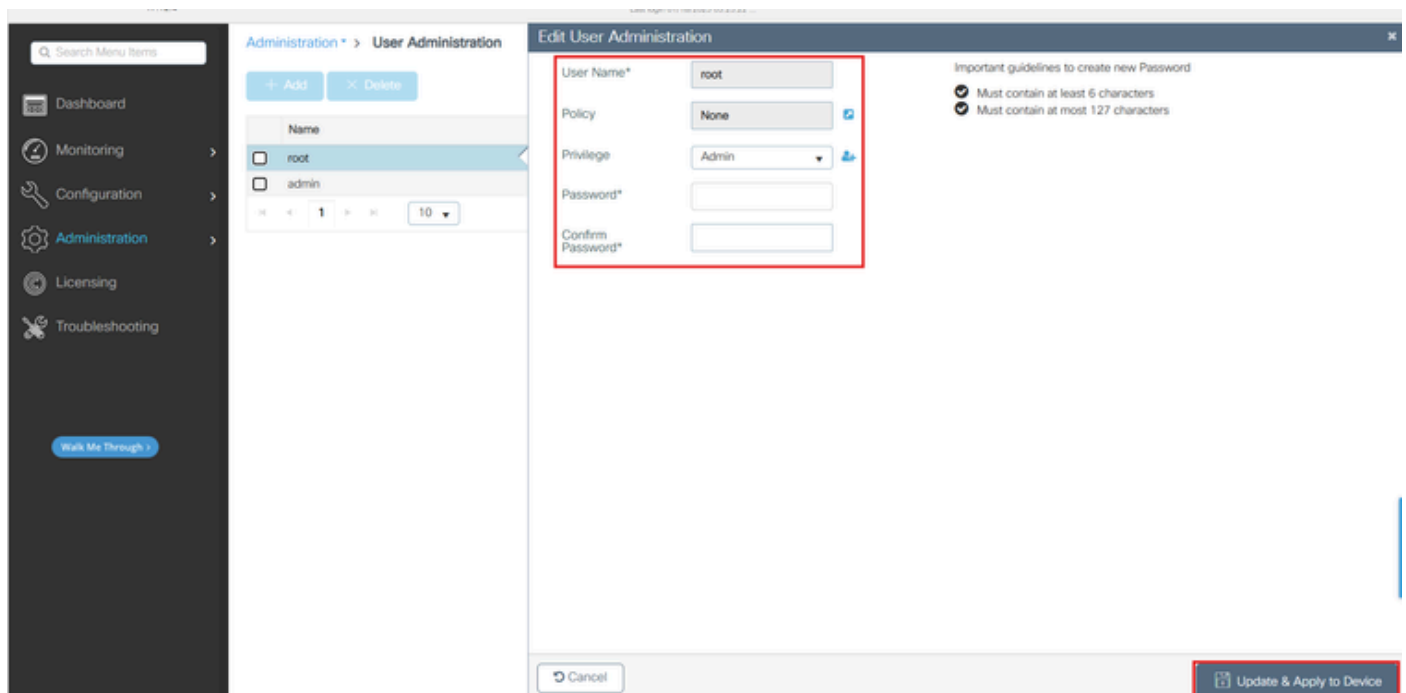 Search Menu Items
Dashboard
Monitoring
Configuration
Administration
Licensing
Troubleshooting
Walk Me Through >
Administration * > User Administration
+ Add
× Delete
Name
root
admin
1
10
Edit User Administration
User Name*
root
Policy
None
Privilege
Admin
Password*
Confirm
Password*
Important guidelines to create new Password
Must contain at least 6 characters
Must contain at most 127 characters
Cancel
Update & Apply to Device